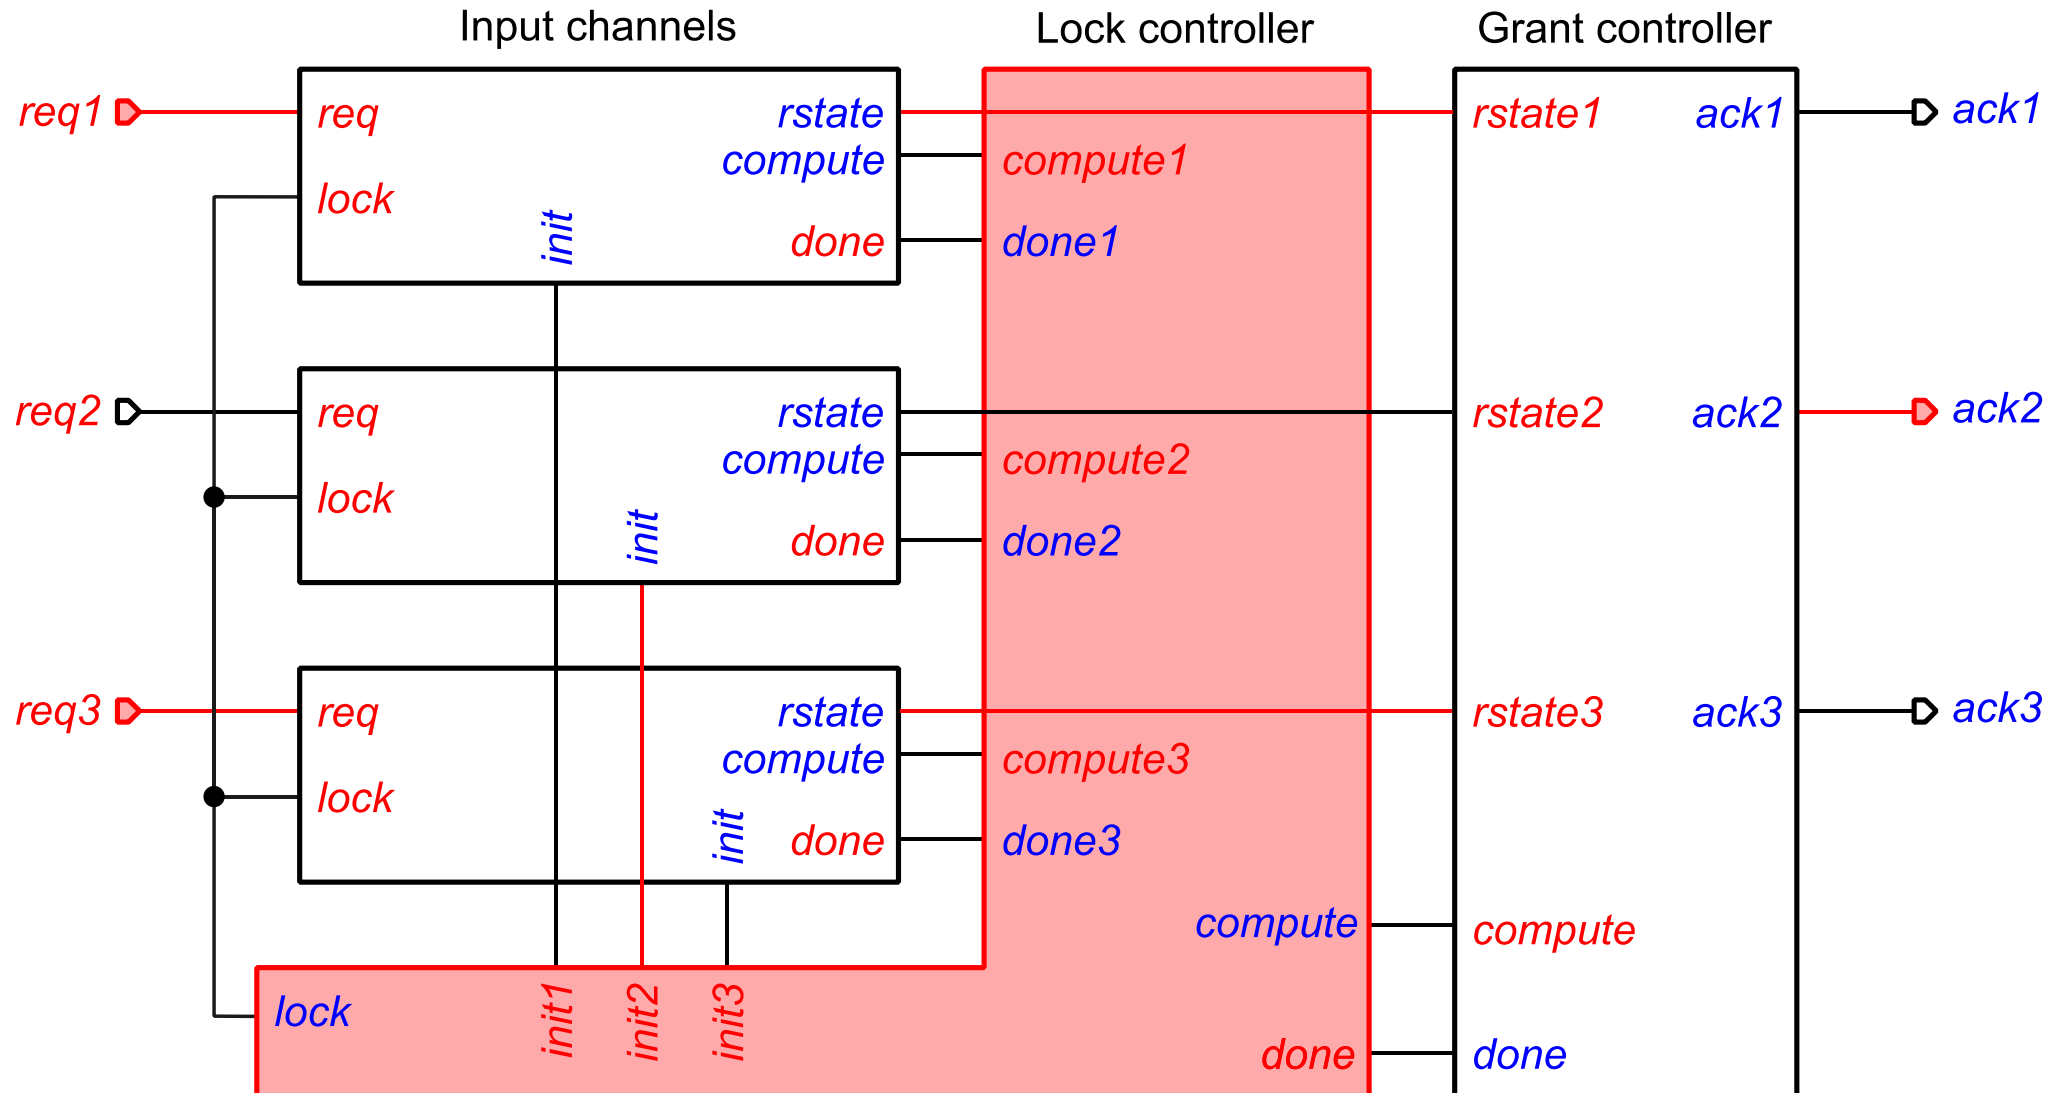 Input channels Lock controller Grant controller
req1 req rstate rstate1 ack1 ack1
compute compute1
lock
init done done1
req2 req rstate rstate2 ack2 ack2
compute compute2
lock
init done done2
req3 req rstate rstate3 ack3 ack3
compute compute3
lock
init done done3
compute compute
lock init1 init2 init3
done done